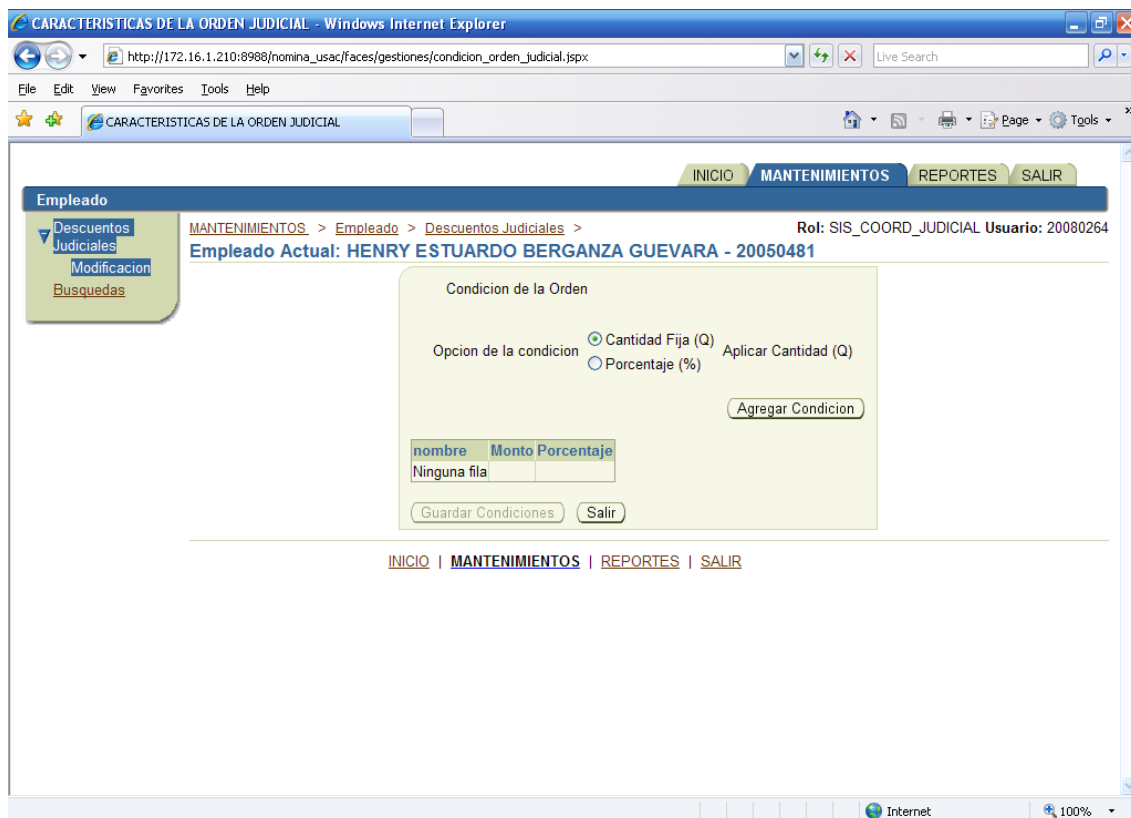 CARACTERISTICAS DE LA ORDEN JUDICIAL - Windows Internet Explorer
http://172.16.1.210:8988/nomina_usac/faces/gestiones/condicion_orden_judicial.jspx
Live Search
File Edit View Favorites Tools Help
CARACTERISTICAS DE LA ORDEN JUDICIAL
Page Tools
INICIO MANTENIMIENTOS REPORTES SALIR
Empleado
Descuentos Judiciales
Modificacion
Busquedas
MANTENIMIENTOS > Empleado > Descuentos Judiciales >
Rol: SIS_COORD_JUDICIAL Usuario: 20080264
Empleado Actual: HENRY ESTUARDO BERGANZA GUEVARA - 20050481
Condicion de la Orden
Opcion de la condicion
Cantidad Fija (Q)
Porcentaje (%)
Aplicar Cantidad (Q)
Agregar Condicion
nombre Monto Porcentaje
Ninguna fila
Guardar Condiciones Salir
INICIO | MANTENIMIENTOS | REPORTES | SALIR
Internet 100%